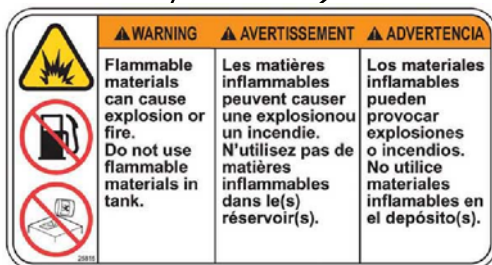 WARNING
Flammable
materials
can cause
explosion or
fire.
Do not use
flammable
materials in
tank.
AVERTISSEMENT
Les matières
inflammables
peuvent causer
une explosionou
un incendie.
N'utilisez pas de
matières
inflammables
dans le(s)
réservoir(s).
ADVERTENCIA
Los materiales
inflamables
pueden
provocar
explosiones
o incendios.
No utilice
materiales
inflamables en
el depósito(s).